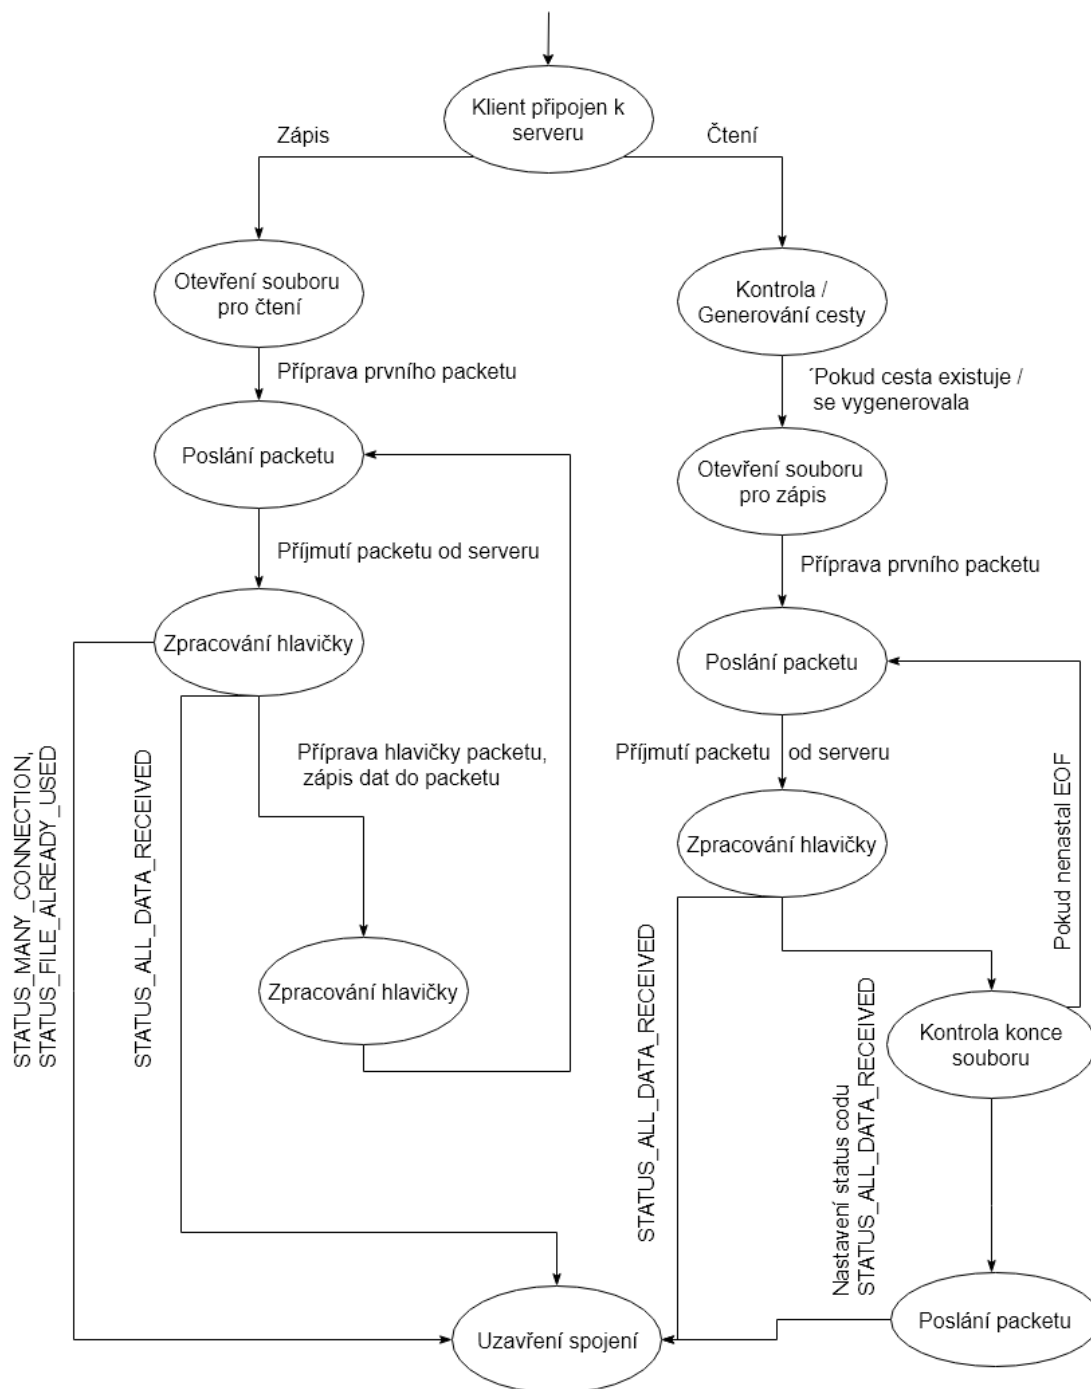 Klient připojen k
serveru
Zápis
Čtení
Otevření souboru
pro čtení
Kontrola /
Generování cesty
Příprava prvního packetu
´Pokud cesta existuje /
se vygenerovala
Poslání packetu
Otevření souboru
pro zápis
Příjmutí packetu od serveru
Příprava prvního packetu
Zpracování hlavičky
Poslání packetu
Příprava hlavičky packetu,
zápis dat do packetu
Příjmutí packetu od serveru
STATUS_MANY_CONNECTION,
STATUS_FILE_ALREADY_USED
STATUS_ALL_DATA_RECEIVED
Zpracování hlavičky
Pokud nenastal EOF
Zpracování hlavičky
STATUS_ALL_DATA_RECEIVED
Kontrola konce
souboru
Nastavení status codu
STATUS_ALL_DATA_RECEIVED
Uzavření spojení
Poslání packetu